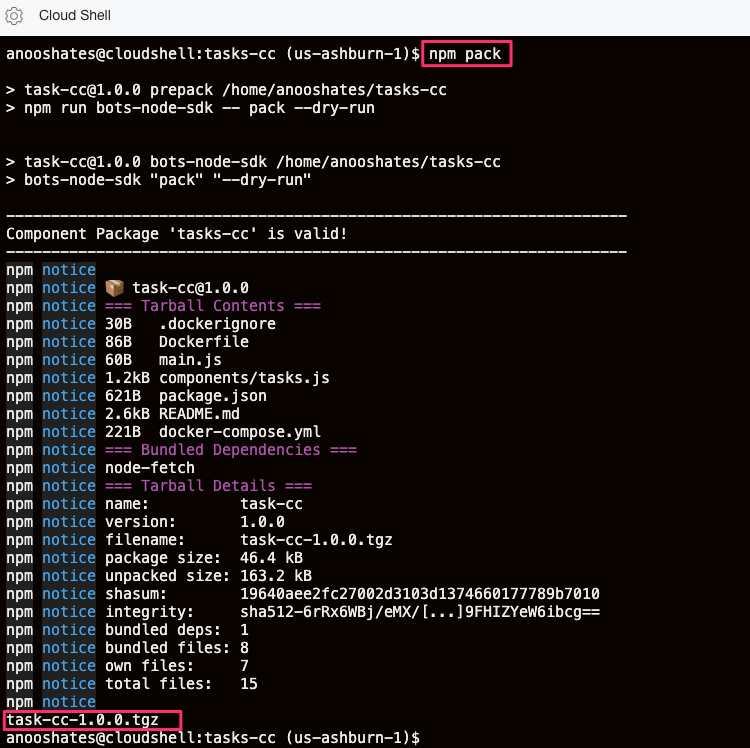 Cloud Shell
anooshates@cloudshell:tasks-cc (us-ashburn-1)$ npm pack
> task-cc@1.0.0 prepack /home/anooshates/tasks-cc
> npm run bots-node-sdk -- pack --dry-run
> task-cc@1.0.0 bots-node-sdk /home/anooshates/tasks-cc
> bots-node-sdk "pack" "--dry-run"
---------------------------------------------------------------------
Component Package 'tasks-cc' is valid!
---------------------------------------------------------------------
npm notice
npm notice 📦 task-cc@1.0.0
npm notice === Tarball Contents ===
npm notice 30B   .dockerignore
npm notice 86B   Dockerfile
npm notice 60B   main.js
npm notice 1.2kB components/tasks.js
npm notice 621B  package.json
npm notice 2.6kB README.md
npm notice 221B  docker-compose.yml
npm notice === Bundled Dependencies ===
npm notice node-fetch
npm notice === Tarball Details ===
npm notice name:          task-cc
npm notice version:       1.0.0
npm notice filename:      task-cc-1.0.0.tgz
npm notice package size:  46.4 kB
npm notice unpacked size: 163.2 kB
npm notice shasum:        19640aee2fc27002d3103d1374660177789b7010
npm notice integrity:     sha512-6rRx6WBj/eMX/[...]9FHIZYeW6ibcg==
npm notice bundled deps:  1
npm notice bundled files: 8
npm notice own files:     7
npm notice total files:   15
npm notice
task-cc-1.0.0.tgz
anooshates@cloudshell:tasks-cc (us-ashburn-1)$